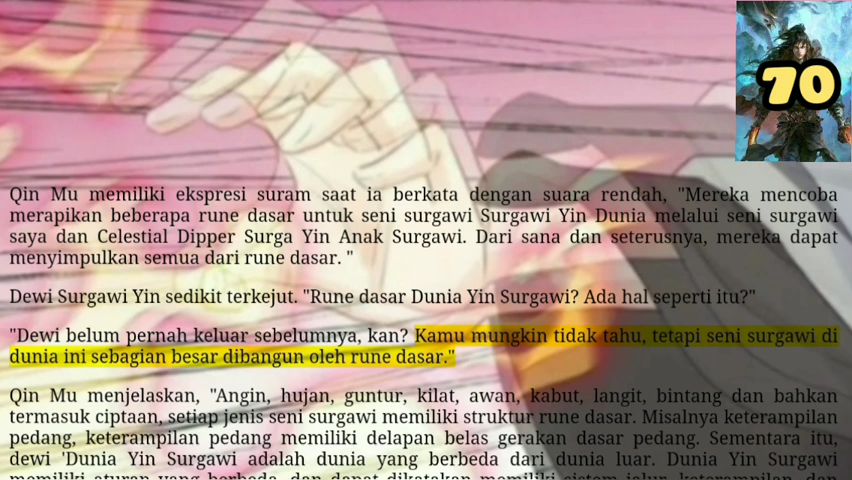 70
Qin Mu memiliki ekspresi suram saat ia berkata dengan suara rendah, "Mereka mencoba
merapikan beberapa rune dasar untuk seni surgawi Surgawi Yin Dunia melalui seni surgawi
saya dan Celestial Dipper Surga Yin Anak Surgawi. Dari sana dan seterusnya, mereka dapat
menyimpulkan semua dari rune dasar. "
Dewi Surgawi Yin sedikit terkejut. "Rune dasar Dunia Yin Surgawi? Ada hal seperti itu?"
"Dewi belum pernah keluar sebelumnya, kan? Kamu mungkin tidak tahu, tetapi seni surgawi di
dunia ini sebagian besar dibangun oleh rune dasar."
Qin Mu menjelaskan, "Angin, hujan, guntur, kilat, awan, kabut, langit, bintang dan bahkan
termasuk ciptaan, setiap jenis seni surgawi memiliki struktur rune dasar. Misalnya keterampilan
pedang, keterampilan pedang memiliki delapan belas gerakan dasar pedang. Sementara itu,
dewi 'Dunia Yin Surgawi adalah dunia yang berbeda dari dunia luar. Dunia Yin Surgawi